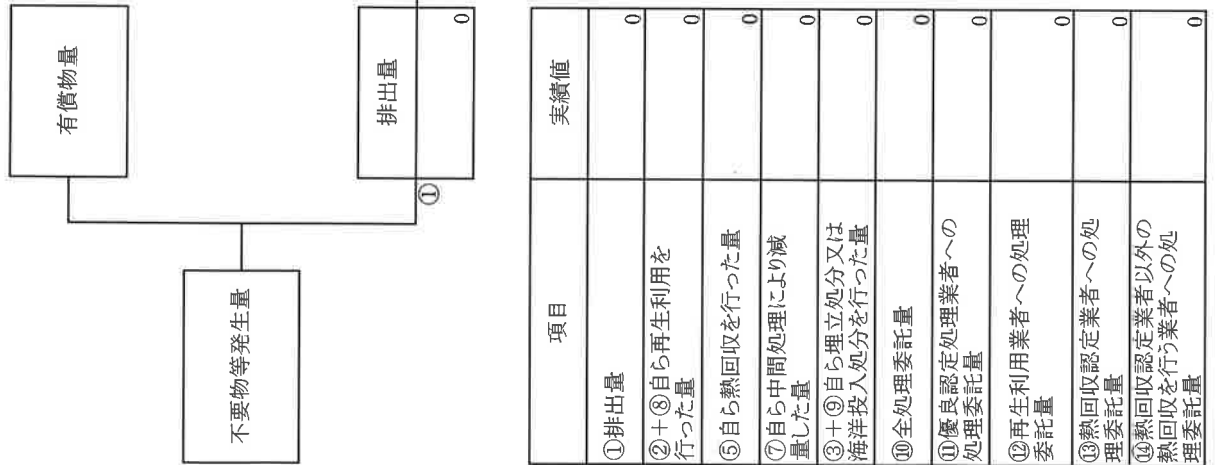 有償物量
不要物等発生量
排出量
0
①
項目
実績値
①排出量
0
②+⑧自ら再生利用を
行った量
0
⑤自ら熱回収を行った量
0
⑦自ら中間処理により減
量した量
0
③+⑨自ら埋立処分又は
海洋投入処分を行った量
0
⑩全処理委託量
0
⑪優良認定処理業者への
処理委託量
0
⑫再生利用業者への処理
委託量
0
⑬熱回収認定業者への処
理委託量
0
⑭熱回収認定業者以外の
熱回収を行う業者への処
理委託量
0